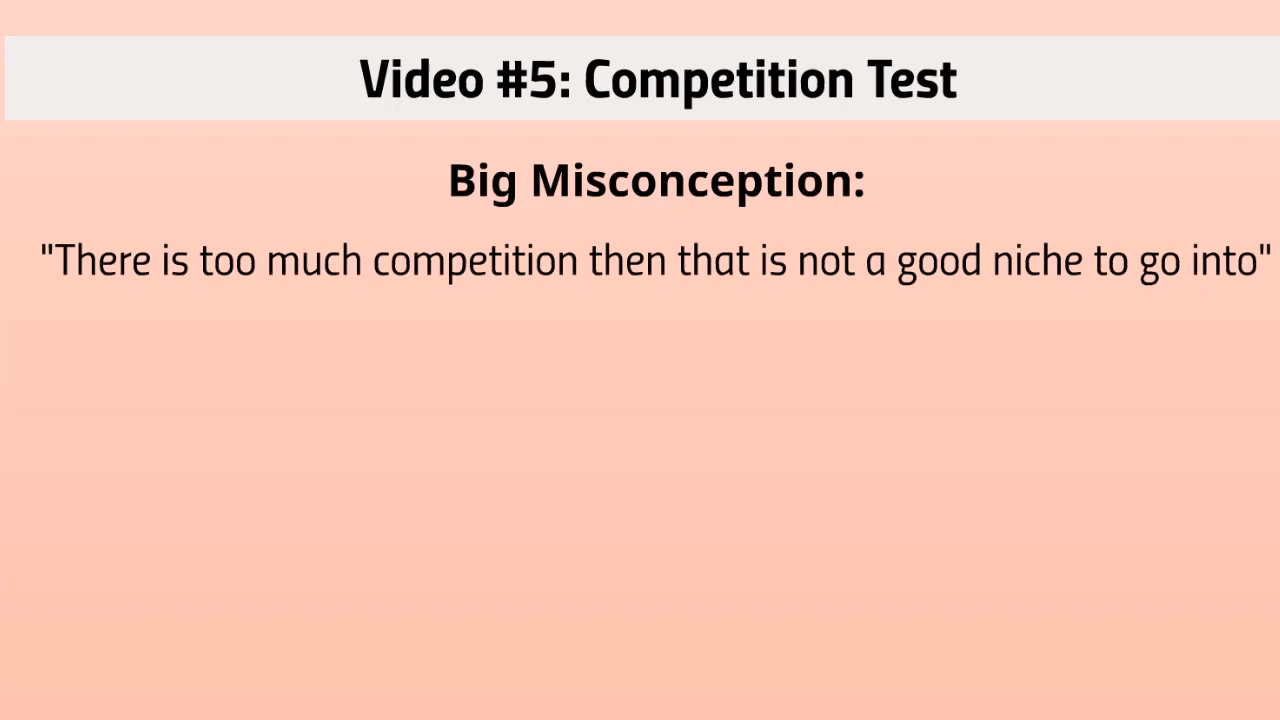 Video #5: Competition Test
Big Misconception:
"There is too much competition then that is not a good niche to go into"